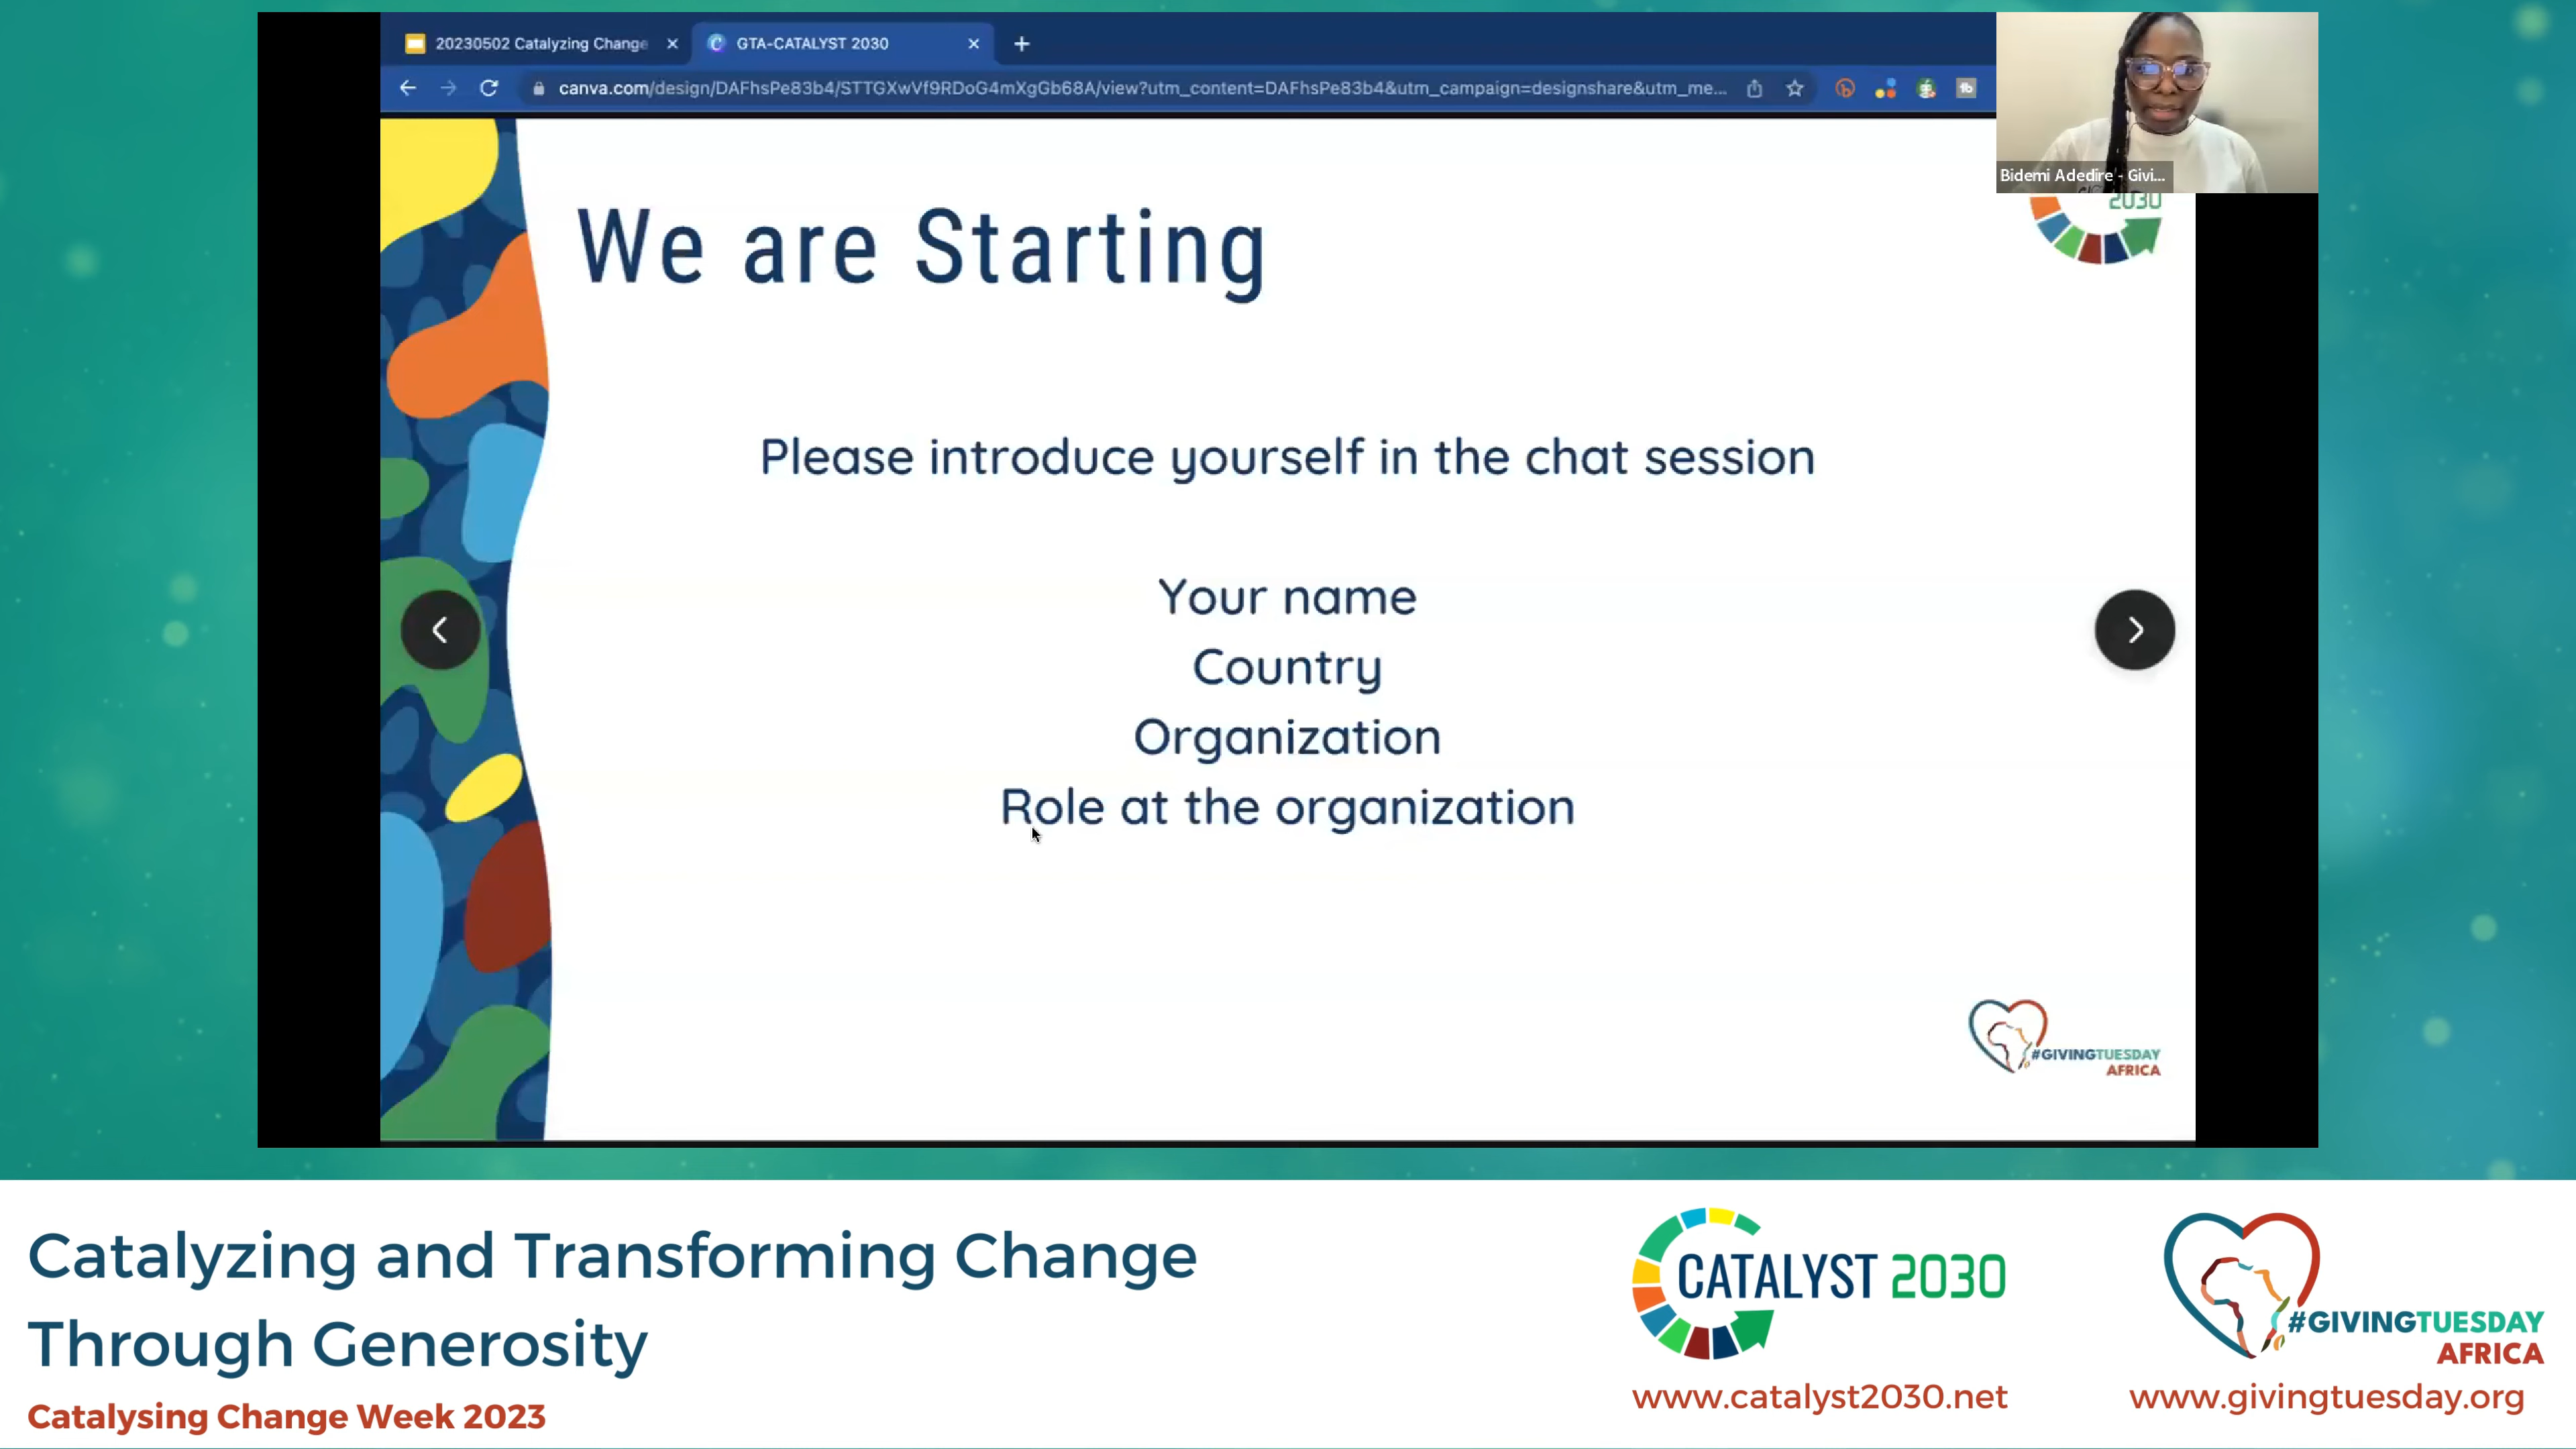 20230502 Catalyzing Change
GTA-CATALYST 2030
canva.com/design/DAFhsPe83b4/STTGXwVf9RDoG4mXgGb68A/view?utm_content=DAFhsPe83b4&utm_campaign=designshare&utm_me...
Bidemi Adedire - Givi...
2030
We are Starting
Please introduce yourself in the chat session
Your name
Country
Organization
Role at the organization
#GIVINGTUESDAY
AFRICA
Catalyzing and Transforming Change
Through Generosity
Catalysing Change Week 2023
CATALYST 2030
www.catalyst2030.net
#GIVINGTUESDAY
AFRICA
www.givingtuesday.org